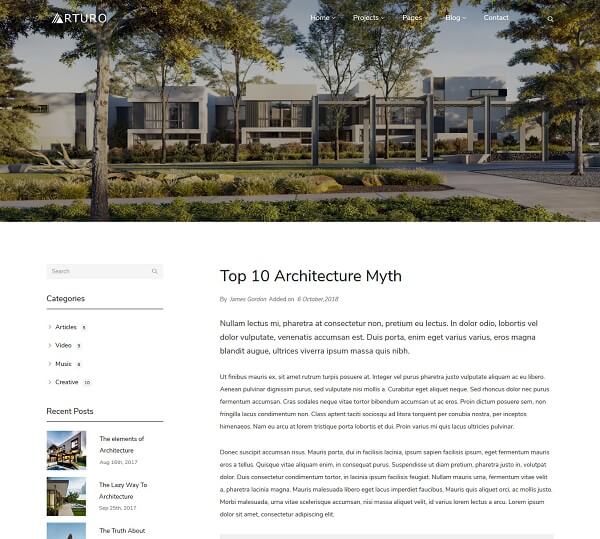 ARTURO
Home Projects Pages Blog Contact
Search
Categories
Articles 5
Video 9
Music 8
Creative 10
Recent Posts
The elements of
Architecture
Aug 16th, 2017
The Lazy Way To
Architecture
Sep 25th, 2017
The Truth About
Top 10 Architecture Myth
By James Gordon Added on 6 October,2018
Nullam lectus mi, pharetra at consectetur non, pretium eu lectus. In dolor odio, lobortis vel
dolor vulputate, venenatis accumsan est. Duis porta, enim eget varius varius, eros magna
blandit augue, ultrices viverra ipsum massa quis nibh.
Ut finibus mauris ex, sit amet rutrum turpis posuere at. Integer vel purus pharetra justo vulputate aliquam ac eu libero.
Aenean pulvinar dignissim purus, sed vulputate nisi mollis a. Curabitur eget aliquet neque. Sed rhoncus dolor nec purus
fermentum accumsan. Cras sodales neque vitae tortor bibendum accumsan ut ac eros. Proin dictum posuere sem, non
fringilla lacus condimentum non. Class aptent taciti sociosqu ad litora torquent per conubia nostra, per inceptos
himenaeos. Nam eu arcu at lorem tristique porta lobortis et dui. Proin varius mi quis lacus ultricies pulvinar.
Donec suscipit accumsan risus. Mauris porta, dui in facilisis lacinia, ipsum sapien facilisis ipsum, eget fermentum mauris
eros a tellus. Quisque vitae aliquam enim, in consequat purus. Suspendisse ut diam pretium, pharetra justo in, volutpat
dolor. Duis consectetur condimentum tortor, in lacinia ipsum facilisis feugiat. Nullam mauris urna, fermentum vitae velit
a, pharetra lacinia magna. Mauris malesuada libero eget lacus imperdiet faucibus. Mauris quis aliquet orci, ac mollis justo.
Morbi malesuada, urna vitae scelerisque accumsan, nisi massa aliquet velit, id varius lorem lectus a arcu. Lorem ipsum
dolor sit amet, consectetur adipiscing elit.